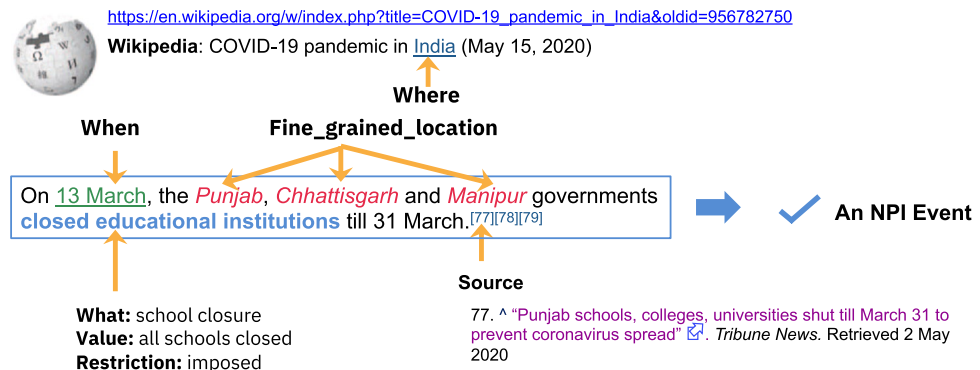 https://en.wikipedia.org/w/index.php?title=COVID-19_pandemic_in_India&oldid=956782750
Wikipedia: COVID-19 pandemic in India (May 15, 2020)
Where
When
Fine_grained_location
On 13 March, the Punjab, Chhattisgarh and Manipur governments
closed educational institutions till 31 March.[77][78][79]
An NPI Event
Source
What: school closure
Value: all schools closed
Restriction: imposed
77. ^ “Punjab schools, colleges, universities shut till March 31 to
prevent coronavirus spread” . Tribune News. Retrieved 2 May
2020